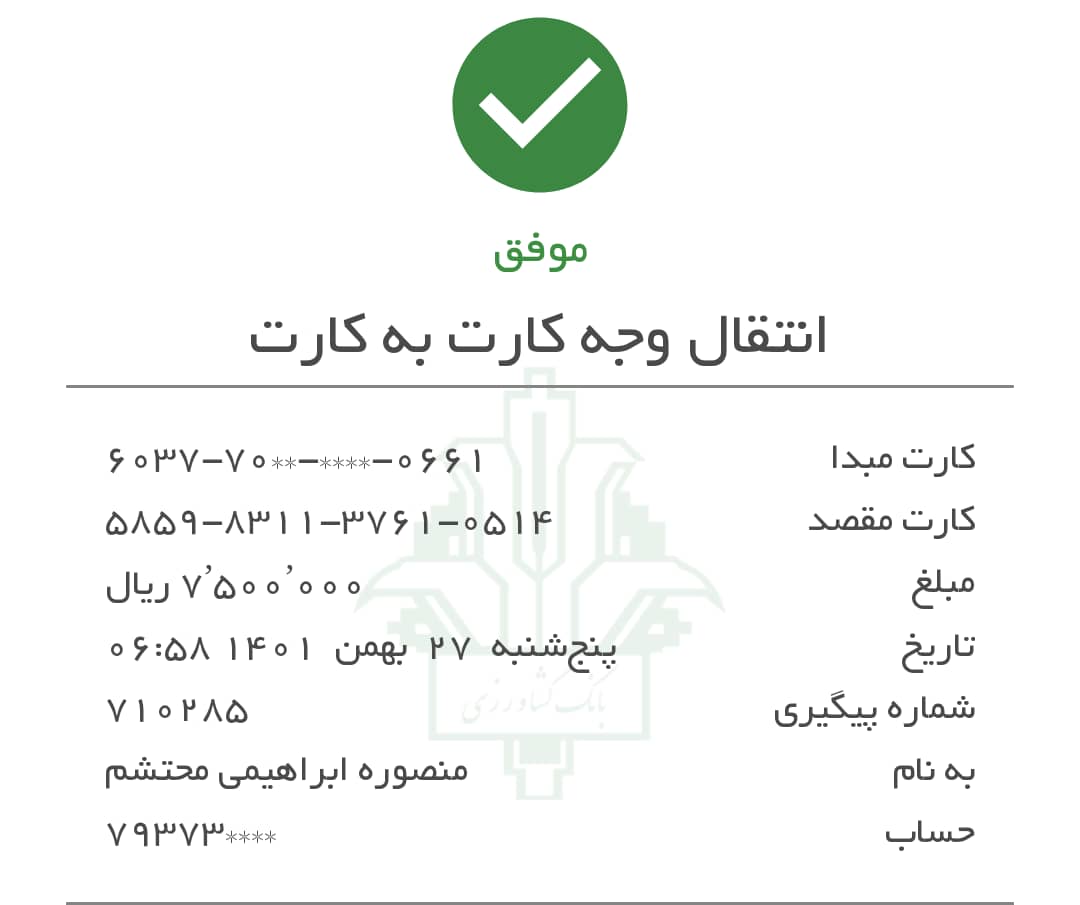 موفق
انتقال وجه کارت به کارت
کارت مبدا ۶۰۳۷-۷۰**-****-۰۶۶۱
کارت مقصد ۵۸۵۹-۸۳۱۱-۳۷۶۱-۰۵۱۴
مبلغ ۷٬۵۰۰٬۰۰۰ ریال
تاریخ پنج‌شنبه ۲۷ بهمن ۱۴۰۱ ۰۶:۵۸
شماره پیگیری ۷۱۰۲۸۵
به نام منصوره ابراهیمی محتشم
حساب ۷۹۳۷۳****
بانک کشاورزی